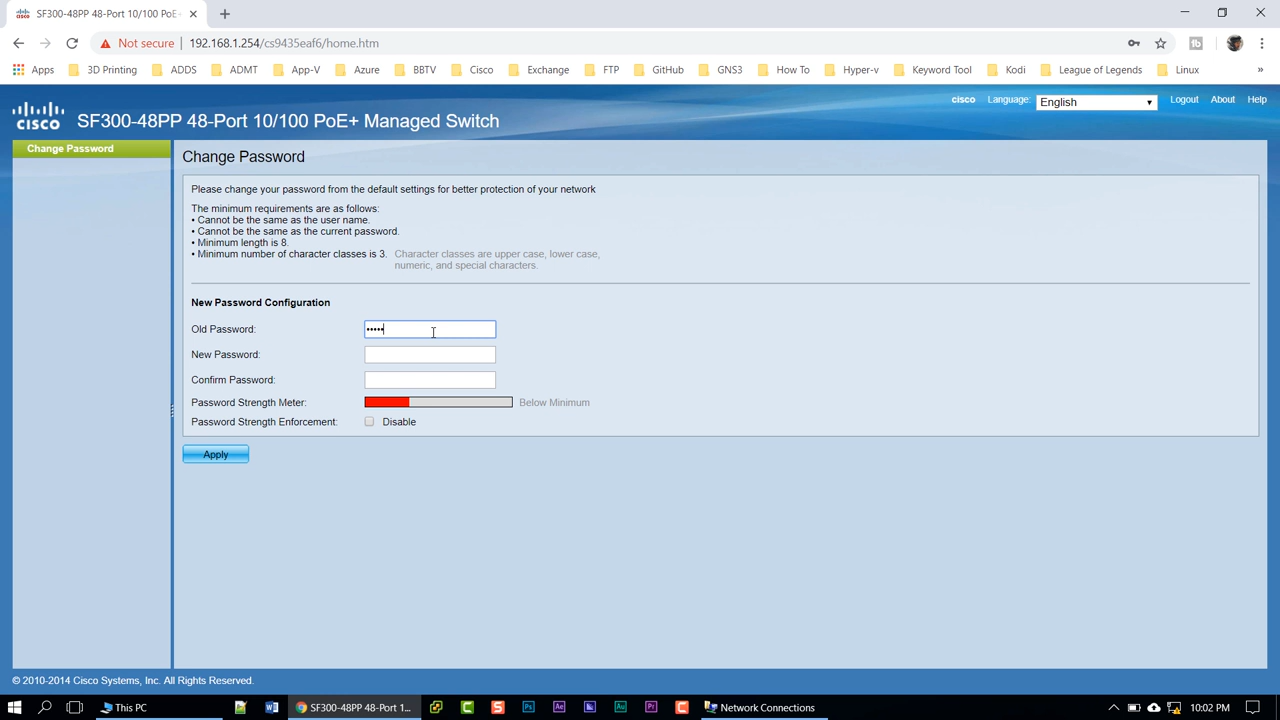 SF300-48PP 48-Port 10/100 PoE+
Not secure | 192.168.1.254/cs9435eaf6/home.htm
Apps 3D Printing ADDS ADMT App-V Azure BBTV Cisco Exchange FTP GitHub GNS3 How To Hyper-v Keyword Tool Kodi League of Legends Linux »
cisco Language: English Logout About Help
CISCO SF300-48PP 48-Port 10/100 PoE+ Managed Switch
Change Password
Change Password
Please change your password from the default settings for better protection of your network
The minimum requirements are as follows:
• Cannot be the same as the user name.
• Cannot be the same as the current password.
• Minimum length is 8.
• Minimum number of character classes is 3. Character classes are upper case, lower case,
numeric, and special characters.
New Password Configuration
Old Password: •••••
New Password:
Confirm Password:
Password Strength Meter: Below Minimum
Password Strength Enforcement: Disable
Apply
© 2010-2014 Cisco Systems, Inc. All Rights Reserved.
This PC SF300-48PP 48-Port 1... Ps Ae Au Pr Network Connections 10:02 PM